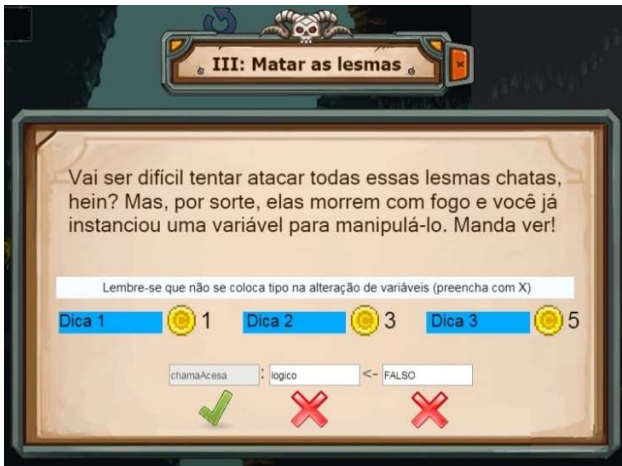 III: Matar as lesmas
Vai ser difícil tentar atacar todas essas lesmas chatas,
hein? Mas, por sorte, elas morrem com fogo e você já
instanciou uma variável para manipulá-lo. Manda ver!
Lembre-se que não se coloca tipo na alteração de variáveis (preencha com X)
Dica 1 1 Dica 2 3 Dica 3 5
chamaAcesa : logico <- FALSO